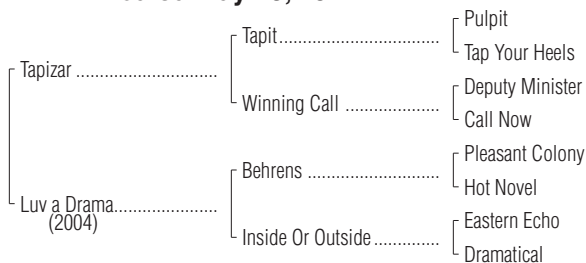 Pulpit
Tapit
Tap Your Heels
Tapizar
Deputy Minister
Winning Call
Call Now
Pleasant Colony
Behrens
Hot Novel
Luv a Drama
(2004)
Eastern Echo
Inside Or Outside
Dramatical